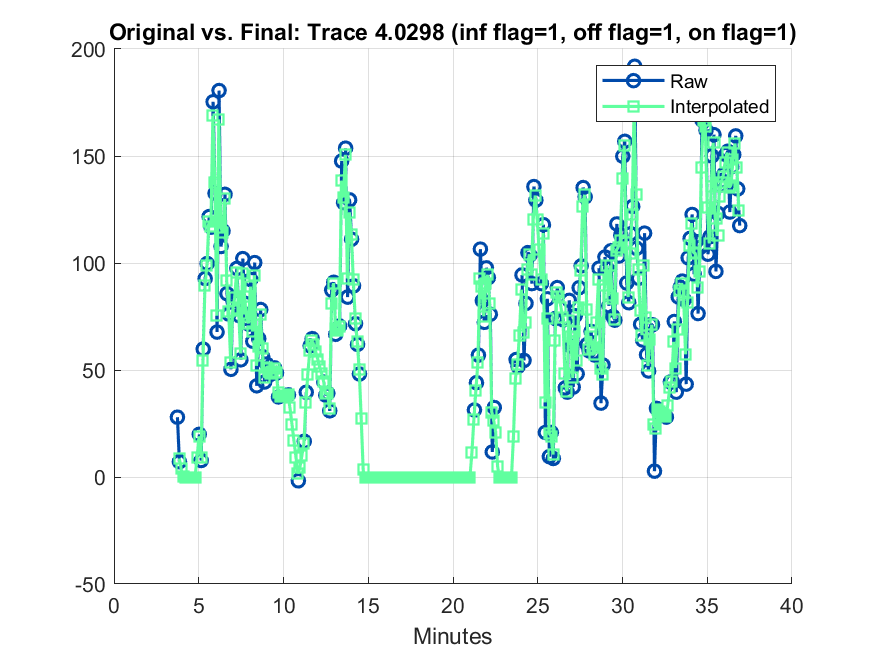 Original vs. Final: Trace 4.0298 (inf flag=1, off flag=1, on flag=1)
200
Raw
Interpolated
150
100
50
0
-50
0 5 10 15 20 25 30 35 40
Minutes